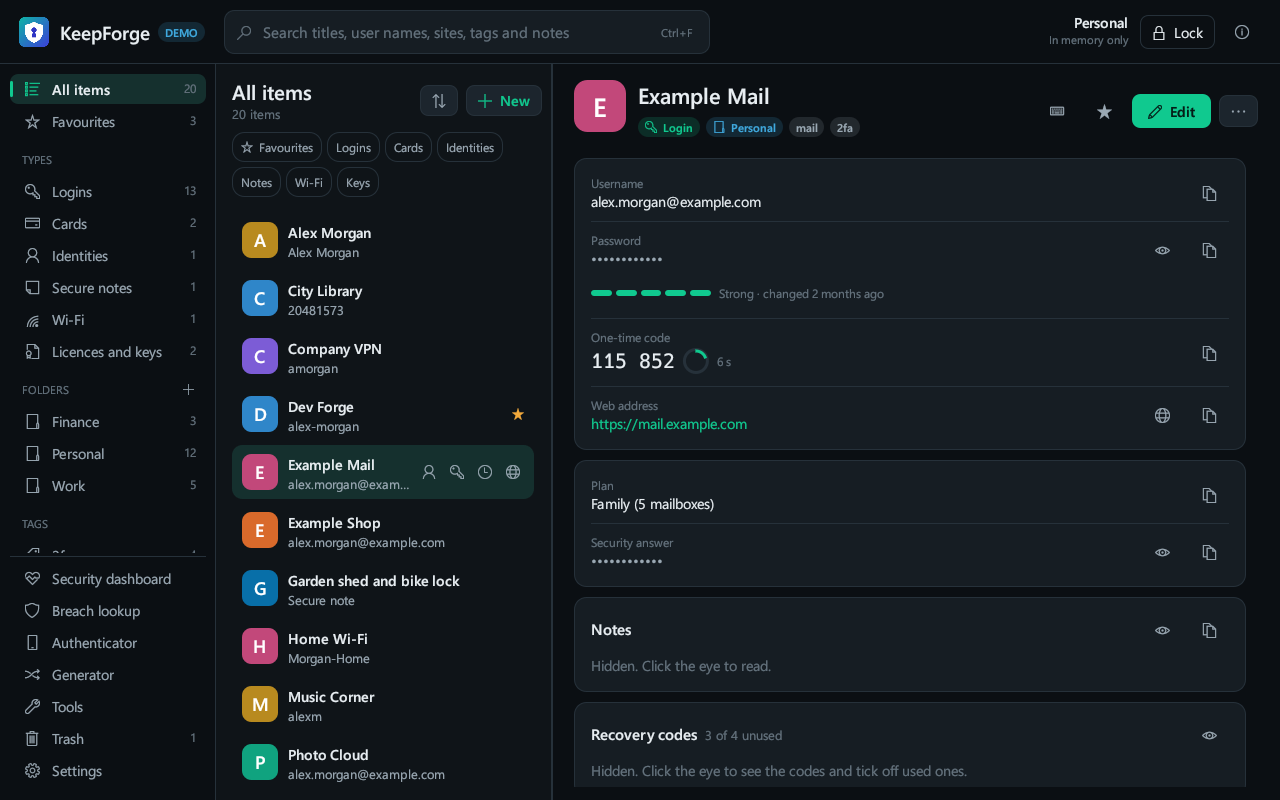 KeepForge DEMO
Search titles, user names, sites, tags and notes Ctrl+F
Personal
In memory only
Lock
All items 20
Favourites 3
TYPES
Logins 13
Cards 2
Identities 1
Secure notes 1
Wi-Fi 1
Licences and keys 2
FOLDERS
Finance 3
Personal 12
Work 5
TAGS
Security dashboard
Breach lookup
Authenticator
Generator
Tools
Trash 1
Settings
All items
20 items
New
Favourites Logins Cards Identities
Notes Wi-Fi Keys
A Alex Morgan
Alex Morgan
C City Library
20481573
C Company VPN
amorgan
D Dev Forge
alex-morgan
E Example Mail
alex.morgan@exam...
E Example Shop
alex.morgan@example.com
G Garden shed and bike lock
Secure note
H Home Wi-Fi
Morgan-Home
M Music Corner
alexm
P Photo Cloud
alex.morgan@example.com
E Example Mail
Login Personal mail 2fa
Edit
Username
alex.morgan@example.com
Password
••••••••••••
Strong · changed 2 months ago
One-time code
115 852 6 s
Web address
https://mail.example.com
Plan
Family (5 mailboxes)
Security answer
••••••••••••
Notes
Hidden. Click the eye to read.
Recovery codes 3 of 4 unused
Hidden. Click the eye to see the codes and tick off used ones.